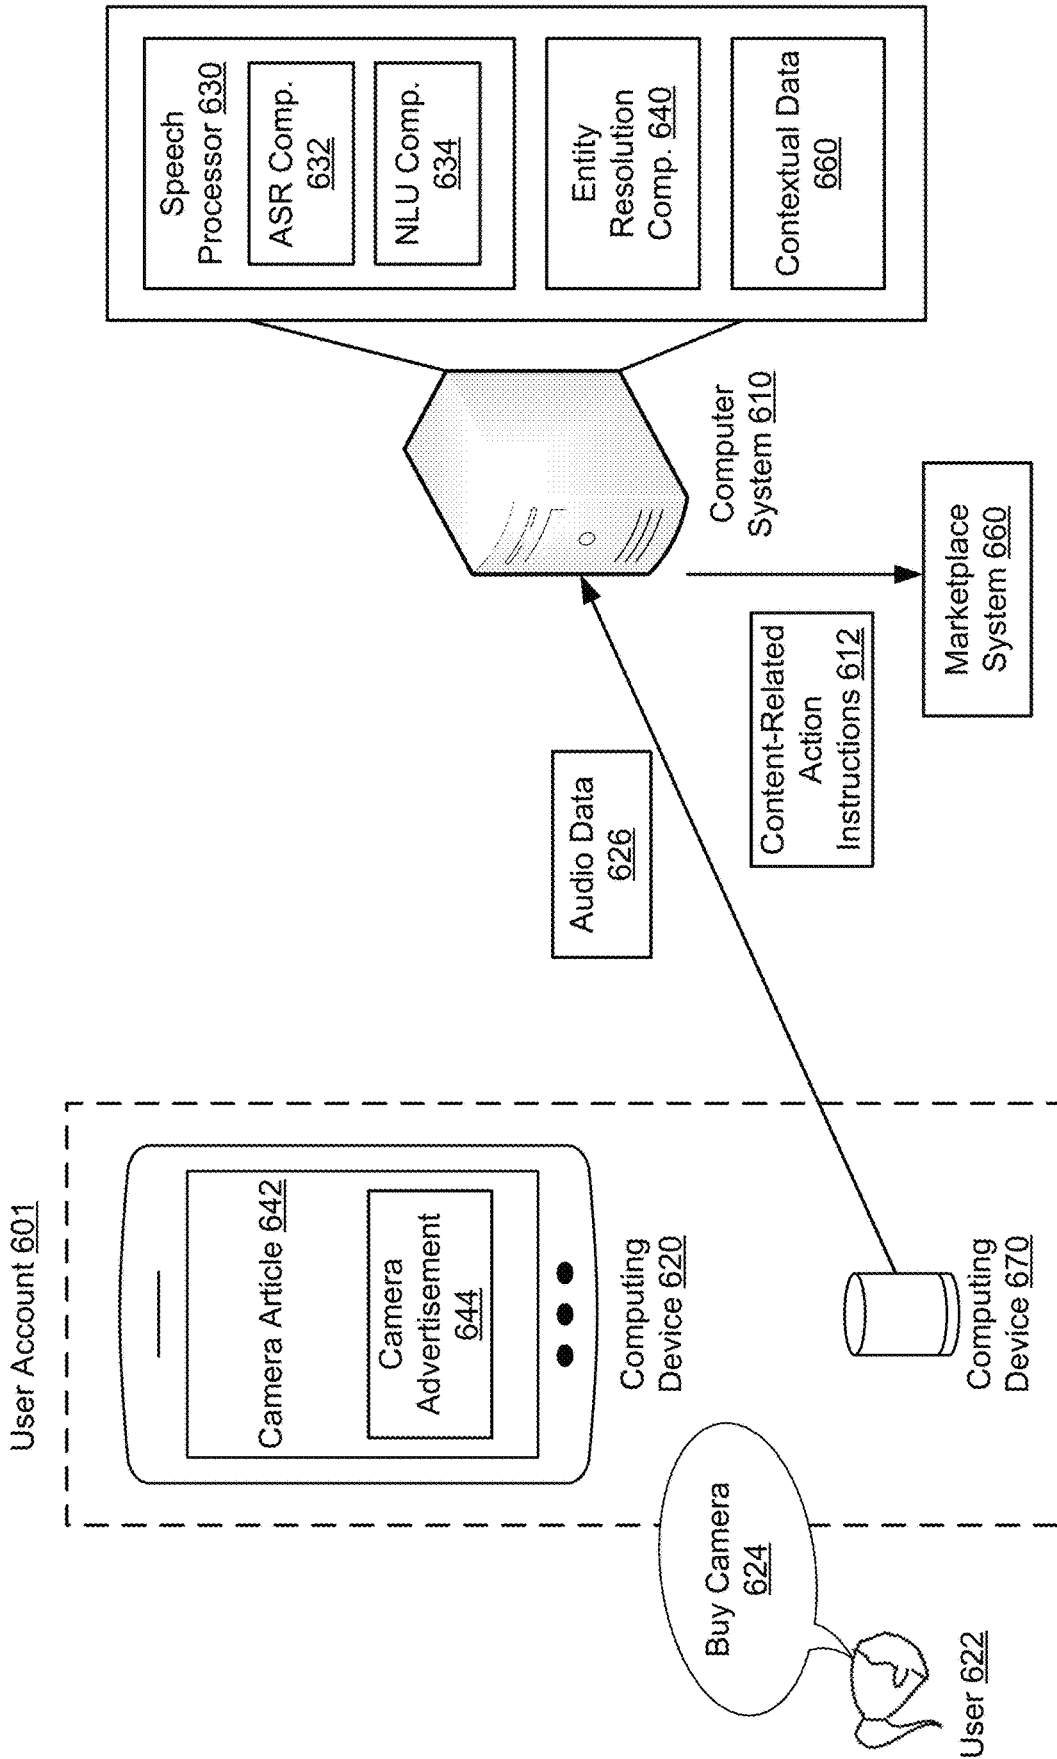 User Account 601
Camera Article 642
Camera
Advertisement
644
Computing
Device 620
Buy Camera
624
User 622
Computing
Device 670
Audio Data
626
Content-Related
Action
Instructions 612
Computer
System 610
Marketplace
System 660
Speech
Processor 630
ASR Comp.
632
NLU Comp.
634
Entity
Resolution
Comp. 640
Contextual Data
660